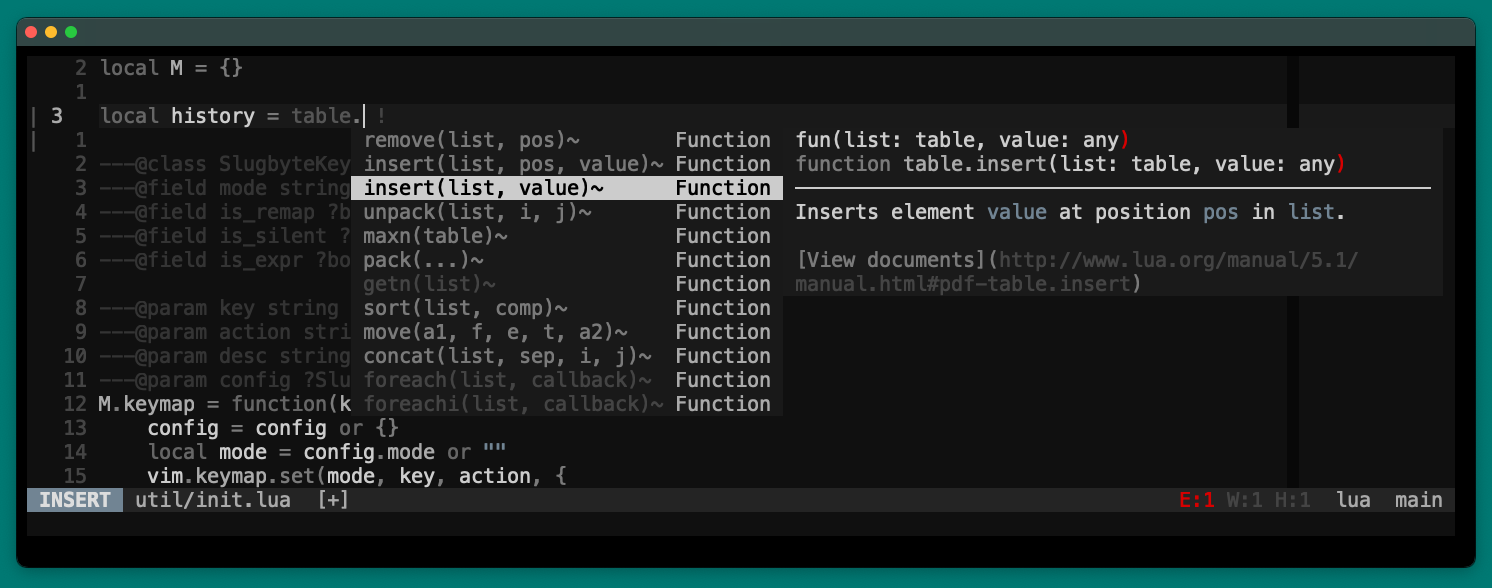 2 local M = {}
1
| 3 local history = table.| !
| 1
2 ---@class SlugbyteKey
3 ---@field mode string
4 ---@field is_remap ?b
5 ---@field is_silent ?
6 ---@field is_expr ?bo
7
8 ---@param key string
9 ---@param action stri
10 ---@param desc string
11 ---@param config ?Slu
12 M.keymap = function(k
13 config = config or {}
14 local mode = config.mode or ""
15 vim.keymap.set(mode, key, action, {
remove(list, pos)~ Function
insert(list, pos, value)~ Function
insert(list, value)~ Function
unpack(list, i, j)~ Function
maxn(table)~ Function
pack(...)~ Function
getn(list)~ Function
sort(list, comp)~ Function
move(a1, f, e, t, a2)~ Function
concat(list, sep, i, j)~ Function
foreach(list, callback)~ Function
foreachi(list, callback)~ Function
fun(list: table, value: any)
function table.insert(list: table, value: any)
Inserts element value at position pos in list.
[View documents](http://www.lua.org/manual/5.1/
manual.html#pdf-table.insert)
INSERT util/init.lua [+] E:1 W:1 H:1 lua main